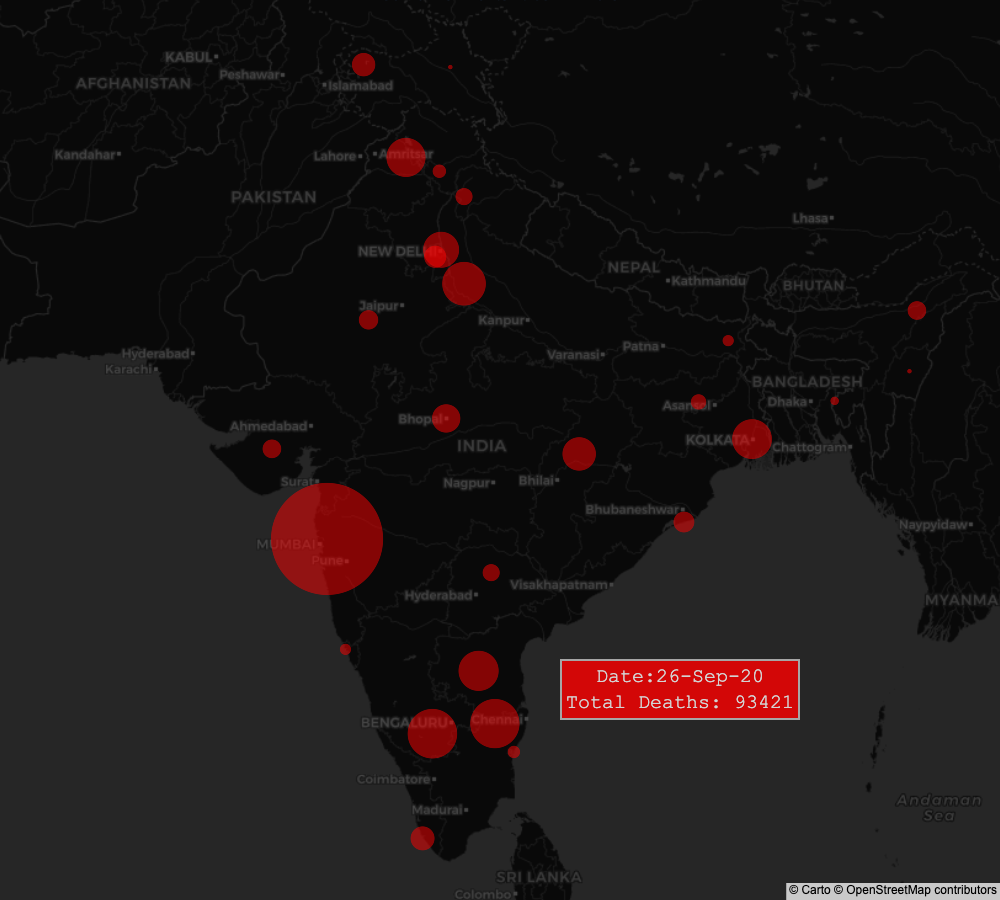 KABUL
Peshawar
AFGHANISTAN
Islamabad
Kandahar
Lahore
Amritsar
PAKISTAN
Lhasa
NEW DELHI
NEPAL
Kathmandu
BHUTAN
Jaipur
Kanpur
Hyderabad
Varanasi
Patna
Karachi
BANGLADESH
Dhaka
Asansol
Ahmedabad
Bhopal
INDIA
KOLKATA
Chattogram
Surat
Nagpur
Bhilai
Bhubaneshwar
Naypyidaw
MUMBAI
Pune
Visakhapatnam
Hyderabad
MYANMA
Date:26-Sep-20
Total Deaths: 93421
BENGALURU
Chennai
Coimbatore
Madurai
Andaman
Sea
SRI LANKA
Colombo
© Carto © OpenStreetMap contributors